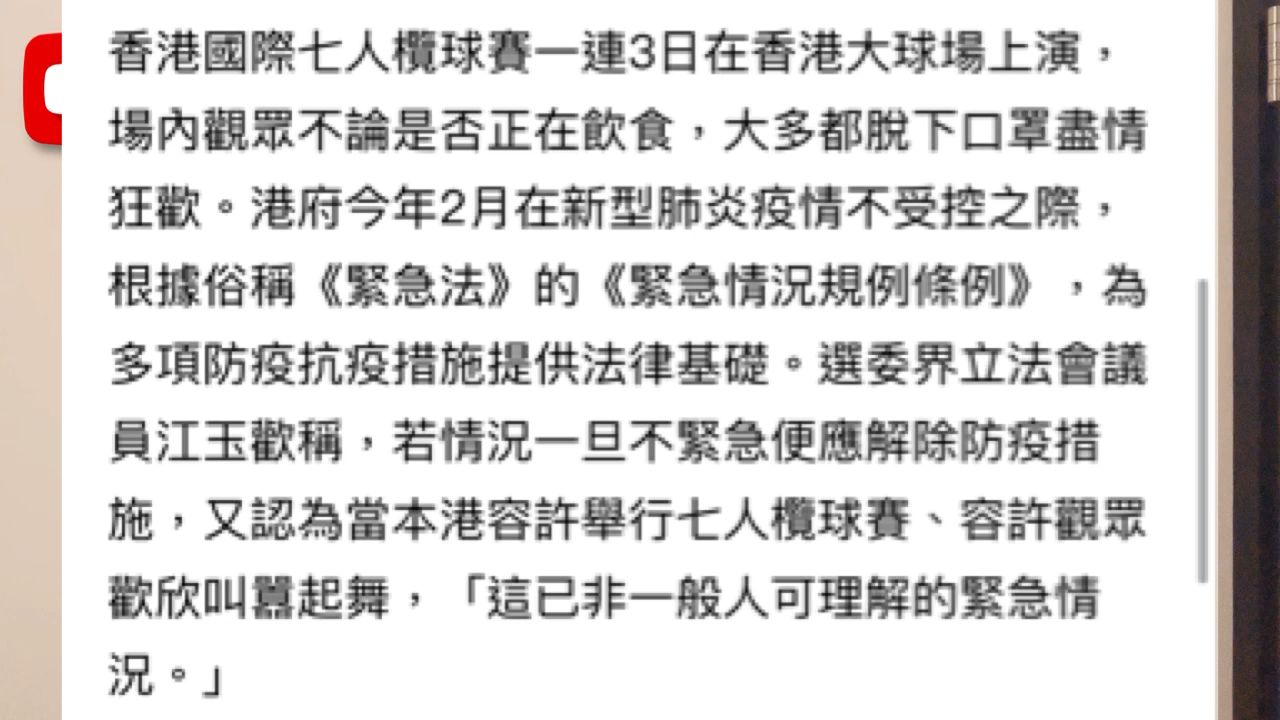 香港國際七人欖球賽一連3日在香港大球場上演，
場內觀眾不論是否正在飲食，大多都脫下口罩盡情
狂歡。港府今年2月在新型肺炎疫情不受控之際，
根據俗稱《緊急法》的《緊急情況規例條例》，為
多項防疫抗疫措施提供法律基礎。選委界立法會議
員江玉歡稱，若情況一旦不緊急便應解除防疫措
施，又認為當本港容許舉行七人欖球賽、容許觀眾
歡欣叫囂起舞，「這已非一般人可理解的緊急情
況。」